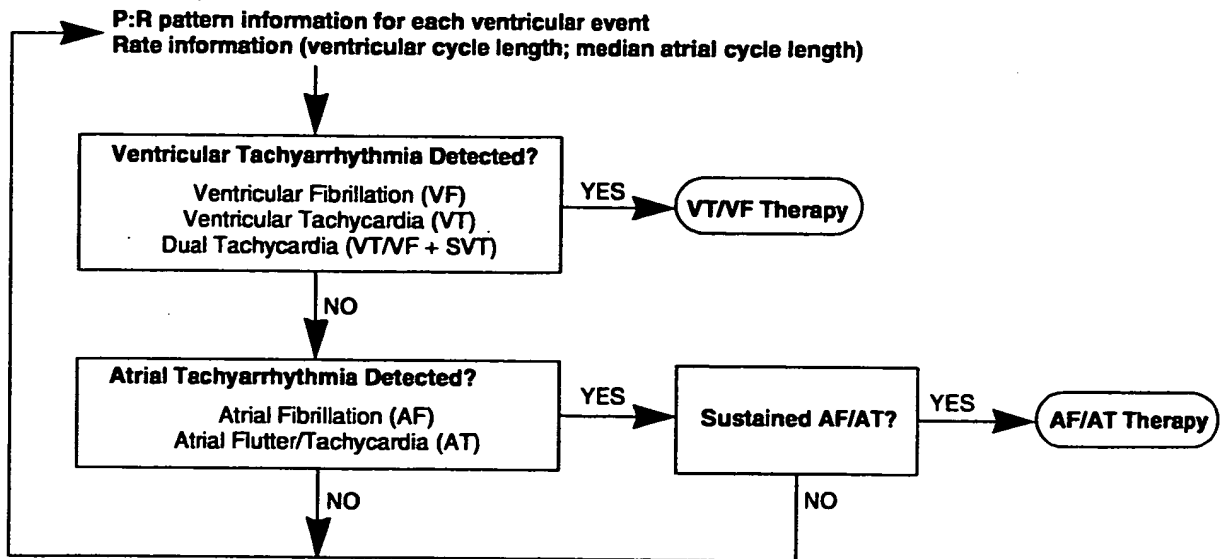 P:R pattern information for each ventricular event
Rate information (ventricular cycle length; median atrial cycle length)
Ventricular Tachyarrhythmia Detected?
Ventricular Fibrillation (VF)
Ventricular Tachycardia (VT)
Dual Tachycardia (VT/VF + SVT)
YES
VT/VF Therapy
NO
Atrial Tachyarrhythmia Detected?
Atrial Fibrillation (AF)
Atrial Flutter/Tachycardia (AT)
YES
Sustained AF/AT?
YES
AF/AT Therapy
NO
NO